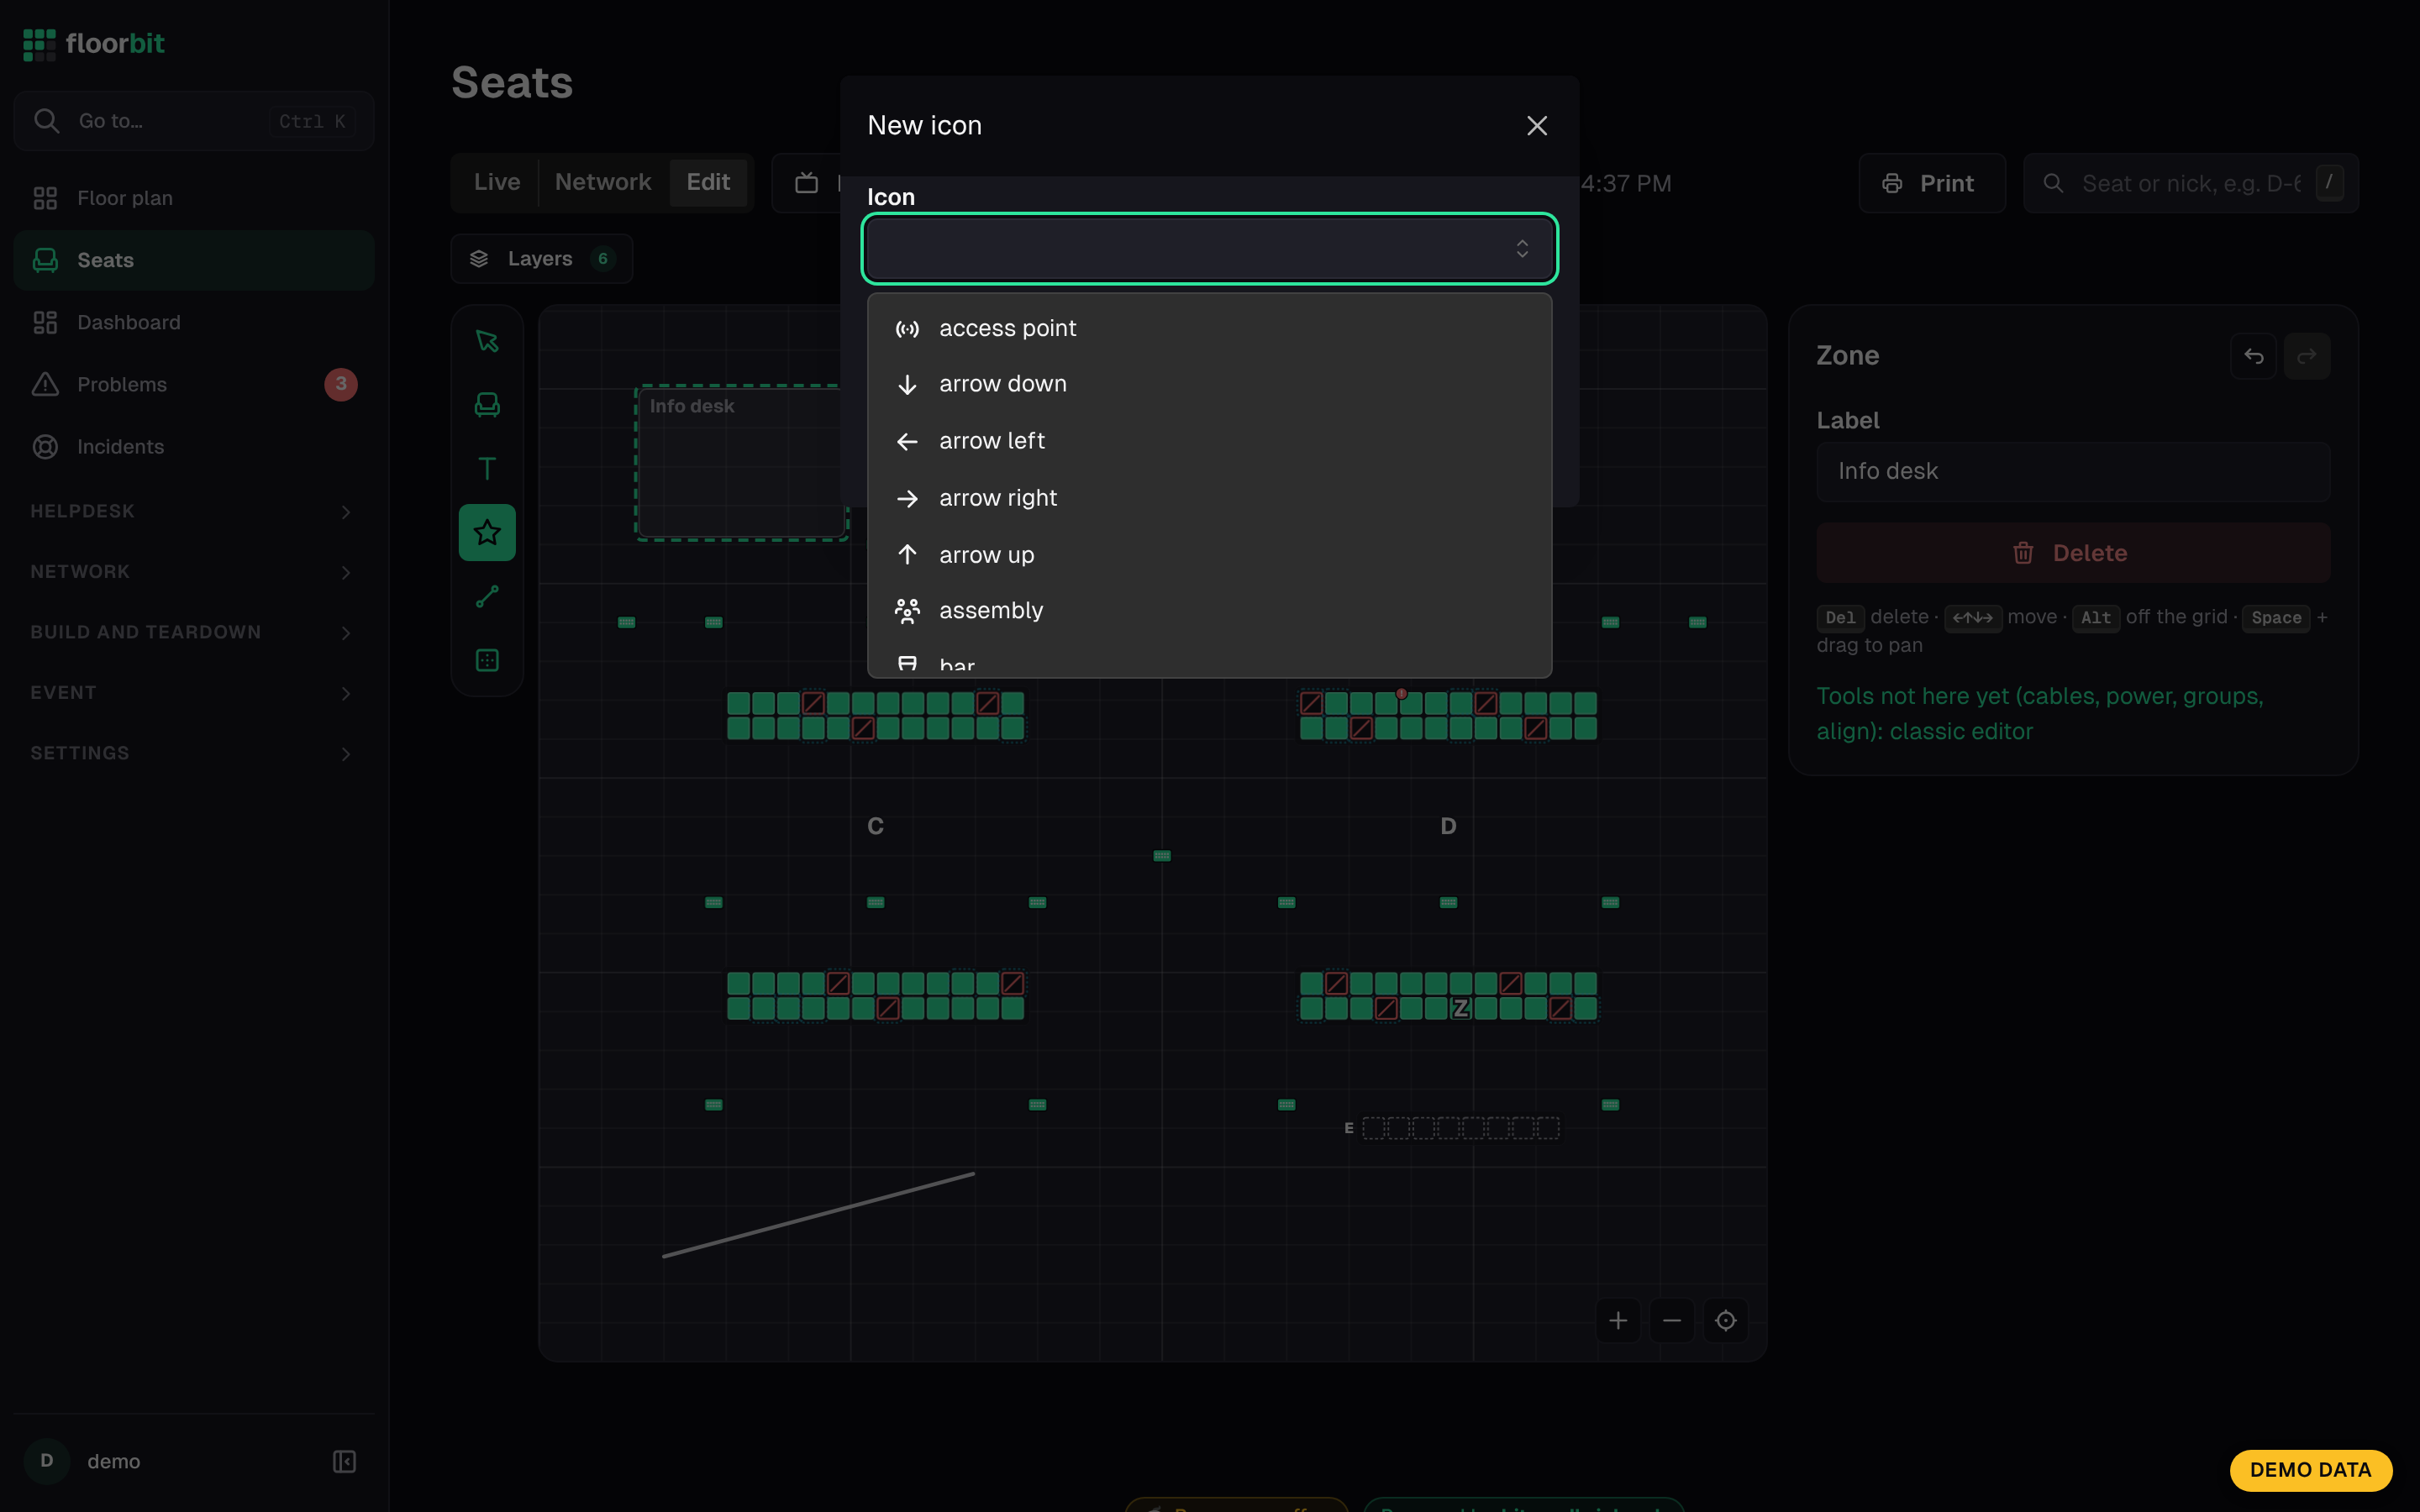 floorbit
Go to...
Ctrl K
Floor plan
Seats
Dashboard
Problems
3
Incidents
HELPDESK
NETWORK
BUILD AND TEARDOWN
EVENT
SETTINGS
D
demo
Seats
Live
Network
Edit
4:37 PM
Print
Seat or nick, e.g. D-6
/
Layers
6
New icon
Icon
access point
arrow down
arrow left
arrow right
arrow up
assembly
bar
Info desk
C
D
Z
E
Zone
Label
Info desk
Delete
Del delete · ←↑↓→ move · Alt off the grid · Space +
drag to pan
Tools not here yet (cables, power, groups,
align): classic editor
DEMO DATA